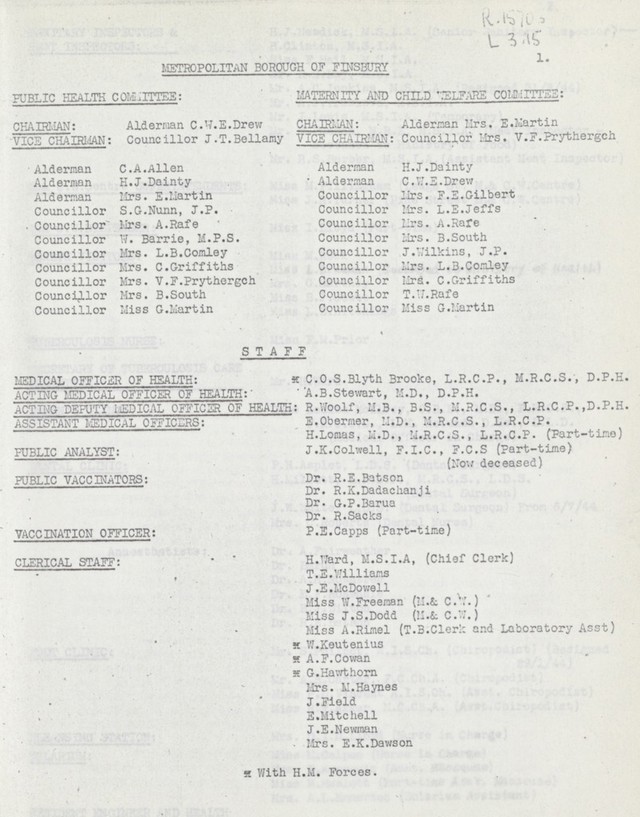 R.1570
L 3.15
1.
METROPOLITAN BOROUGH OF FINSBURY
PUBLIC HEALTH COMMITTEE:
CHAIRMAN: Alderman C.W.E.Drew
VICE CHAIRMAN: Councillor J.T.Bellamy
Alderman C.A.Allen
Alderman H.J.Dainty
Alderman Mrs. E.Martin
Councillor S.G.Nunn, J.P.
Councillor Mrs. A.Rafe
Councillor W. Barrie, M.P.S.
Councillor Mrs. L.B.Comley
Councillor Mrs. C.Griffiths
Councillor Mrs. V.F.Prythergch
Councillor Mrs. B.South
Councillor Miss G.Martin
MATERNITY AND CHILD WELFARE COMMITTEE:
CHAIRMAN: Alderman Mrs. E.Martin
VICE CHAIRMAN: Councillor Mrs. V.F.Prythergch
Alderman H.J.Dainty
Alderman C.W.E.Drew
Councillor Mrs. F.E.Gilbert
Councillor Mrs. L.E.Jeffs
Councillor Mrs. A.Rafe
Councillor Mrs. B.South
Councillor J.Wilkins, J.P.
Councillor Mrs. L.B.Comley
Councillor Mrs. C.Griffiths
Councillor T.W.Rafe
Councillor Miss G.Martin
STAFF
MEDICAL OFFICER OF HEALTH: * C.O.S.Blyth Brooke, L.R.C.P., M.R.C.S., D.P.H.
ACTING MEDICAL OFFICER OF HEALTH: A.B.Stewart, M.D., D.P.H.
ACTING DEPUTY MEDICAL OFFICER OF HEALTH: R.Woolf, M.B., B.S., M.R.C.S., L.R.C.P.,D.P.H.
ASSISTANT MEDICAL OFFICERS: E.Obermer, M.D., M.R.C.S., L.R.C.P.
H.Lomas, M.D., M.R.C.S., L.R.C.P. (Part-time)
PUBLIC ANALYST: J.K.Colwell, F.I.C., F.C.S (Part-time)
(Now deceased)
PUBLIC VACCINATORS: Dr. R.E.Batson
Dr. R.K.Dadachanji
Dr. G.P.Barua
Dr. R.Sacks
VACCINATION OFFICER: P.E.Capps (Part-time)
CLERICAL STAFF: H.Ward, M.S.I.A, (Chief Clerk)
T.E.Williams
J.E.McDowell
Miss W.Freeman (M.& C.W.)
Miss J.S.Dodd (M.& C.W.)
Miss A.Rimel (T.B.Clerk and Laboratory Asst)
* W.Keutenius
* A.F.Cowan
* G.Hawthorn
Mrs. M.Haynes
J.Field
E.Mitchell
J.E.Newman
Mrs. E.K.Dawson
* With H.M. Forces.